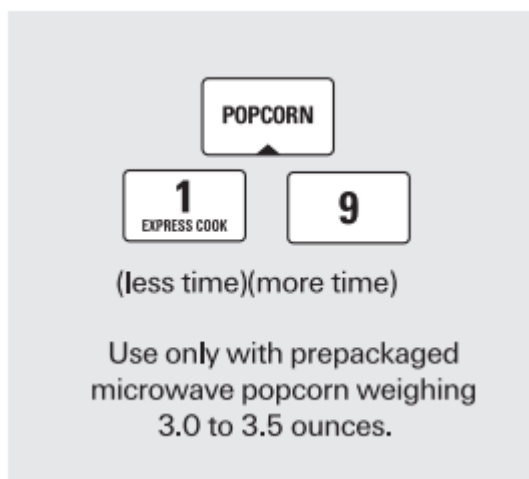 POPCORN
1 9
EXPRESS COOK
(less time)(more time)
Use only with prepackaged
microwave popcorn weighing
3.0 to 3.5 ounces.